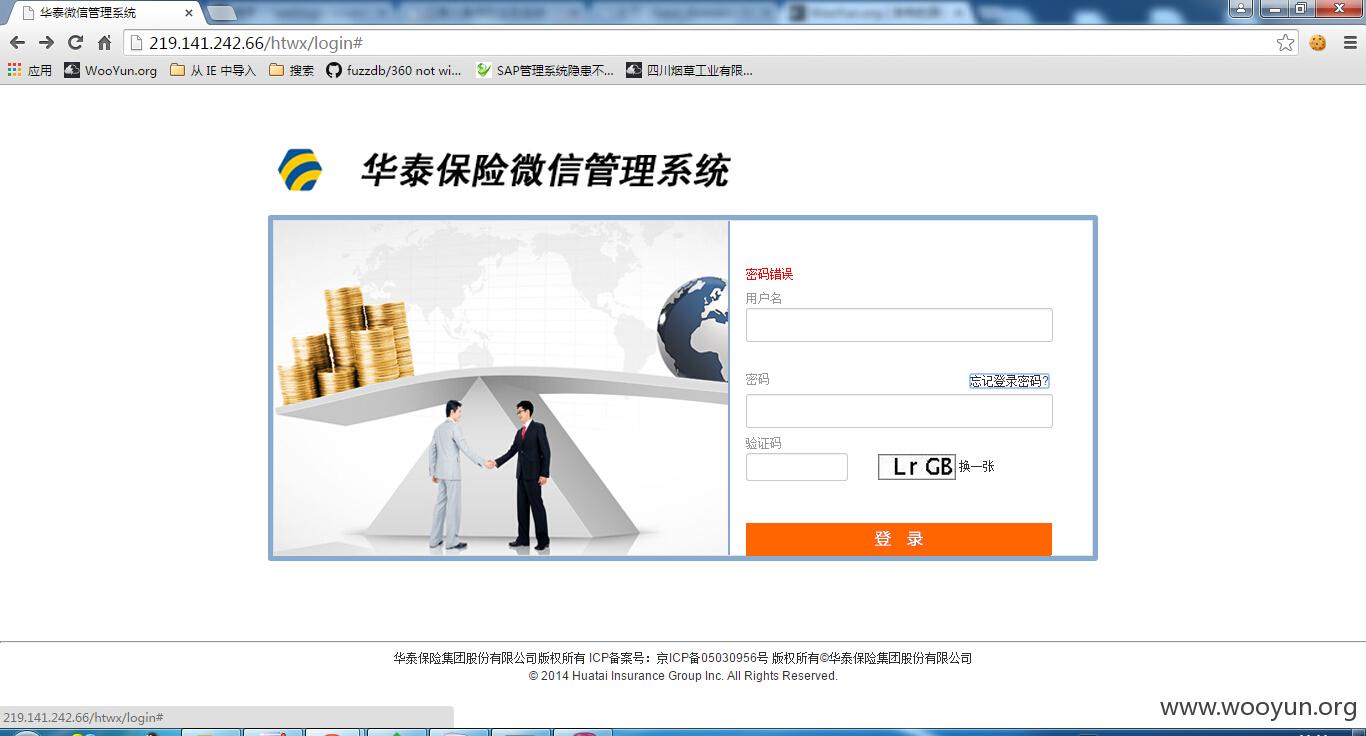 华泰微信管理系统
219.141.242.66/htwx/login#
应用 WooYun.org 从 IE 中导入 搜索 fuzzdb/360 not wi... SAP管理系统隐患不... 四川烟草工业有限...
华泰保险微信管理系统
密码错误
用户名
密码 忘记登录密码?
验证码
Lr GB 换一张
登 录
华泰保险集团股份有限公司版权所有 ICP备案号：京ICP备05030956号 版权所有©华泰保险集团股份有限公司
© 2014 Huatai Insurance Group Inc. All Rights Reserved.
www.wooyun.org
219.141.242.66/htwx/login#